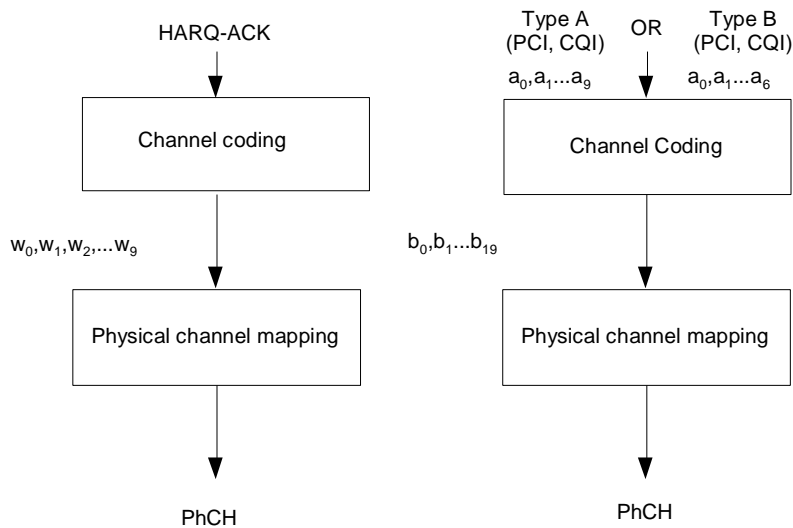 HARQ-ACK
Channel coding
w0,w1,w2,...w9
Physical channel mapping
PhCH
Type A
(PCI, CQI)
OR
Type B
(PCI, CQI)
a0,a1...a9
a0,a1...a6
Channel Coding
b0,b1...b19
Physical channel mapping
PhCH